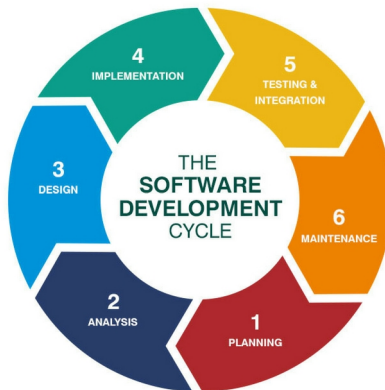 THE
SOFTWARE
DEVELOPMENT
CYCLE
1
PLANNING
2
ANALYSIS
3
DESIGN
4
IMPLEMENTATION
5
TESTING &
INTEGRATION
6
MAINTENANCE